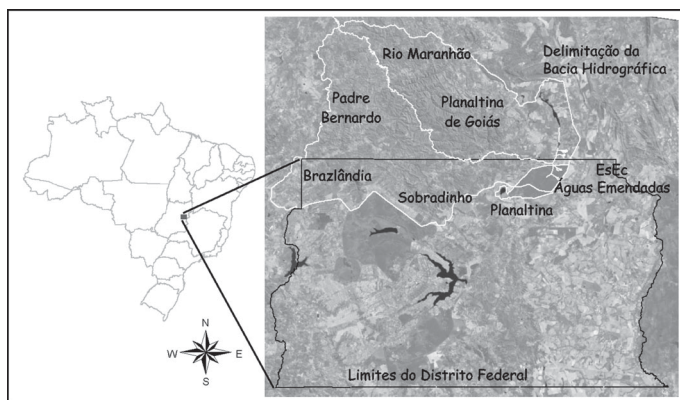 Rio Maranhão
Delimitação da
Bacia Hidrográfica
Padre
Bernardo
Planaltina
de Goiás
Brazlândia
EsEc
Águas Emendadas
Sobradinho
Planaltina
N
W
E
S
Limites do Distrito Federal